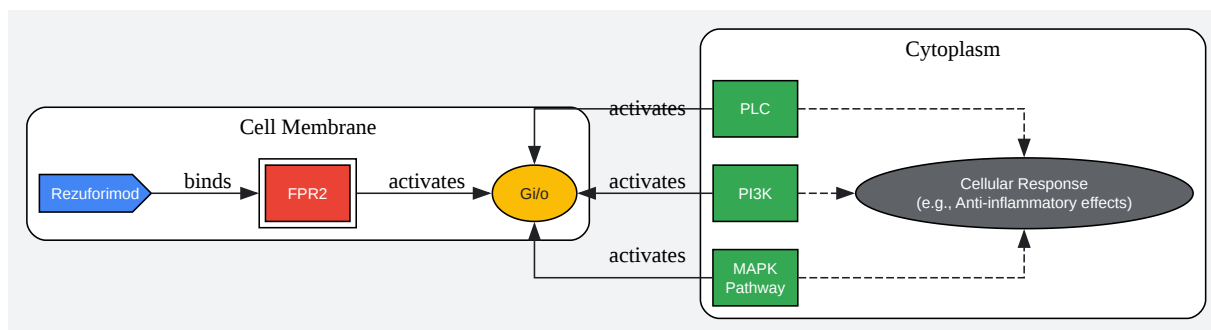 Cytoplasm
activates
PLC
Cell Membrane
Rezuforimod
binds
FPR2
activates
Gi/o
activates
PI3K
Cellular Response
(e.g., Anti-inflammatory effects)
activates
MAPK
Pathway